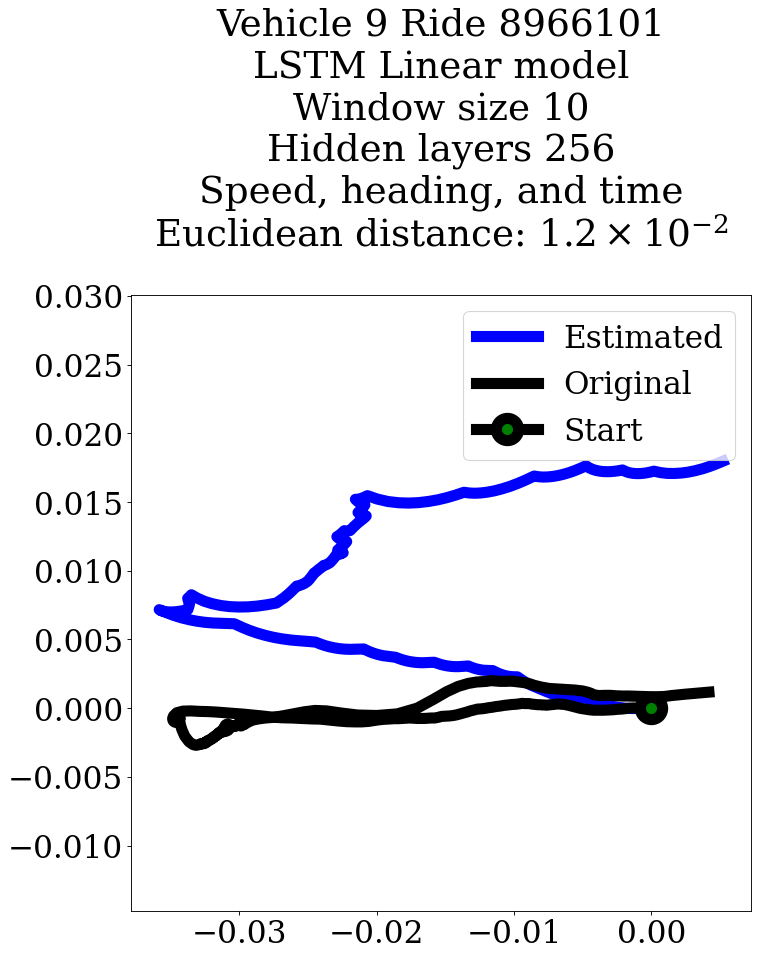 Vehicle 9 Ride 8966101
LSTM Linear model
Window size 10
Hidden layers 256
Speed, heading, and time
Euclidean distance: 1.2 × 10⁻²
0.030
0.025
0.020
0.015
0.010
0.005
0.000
−0.005
−0.010
Estimated
Original
Start
−0.03 −0.02 −0.01 0.00